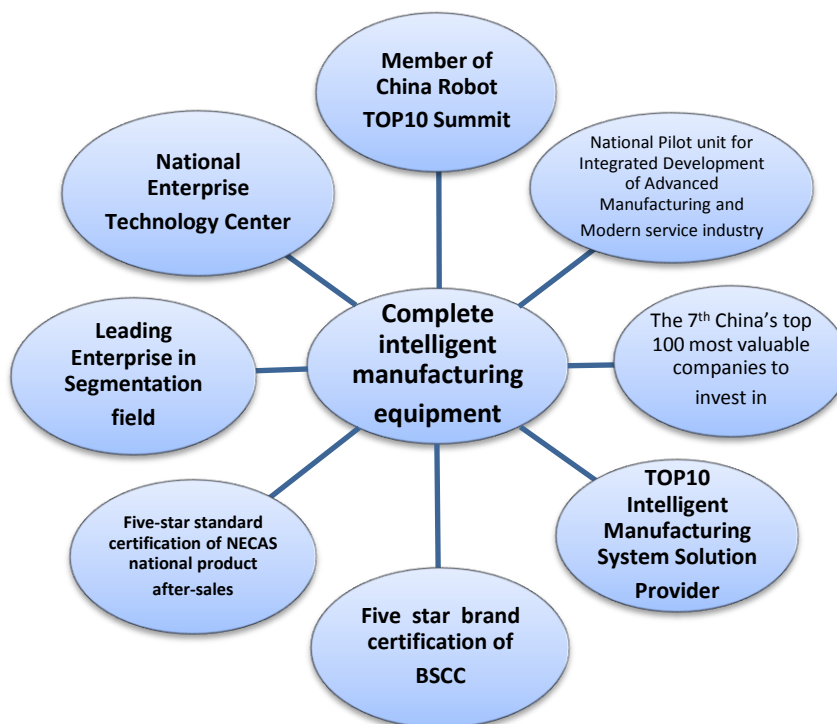 Member of
China Robot
TOP10 Summit
National
Enterprise
Technology Center
National Pilot unit for
Integrated Development
of Advanced
Manufacturing and
Modern service industry
Complete
intelligent
manufacturing
equipment
Leading
Enterprise in
Segmentation
field
The 7th China’s top
100 most valuable
companies to
invest in
Five-star standard
certification of NECAS
national product
after-sales
TOP10
Intelligent
Manufacturing
System Solution
Provider
Five star brand
certification of
BSCC